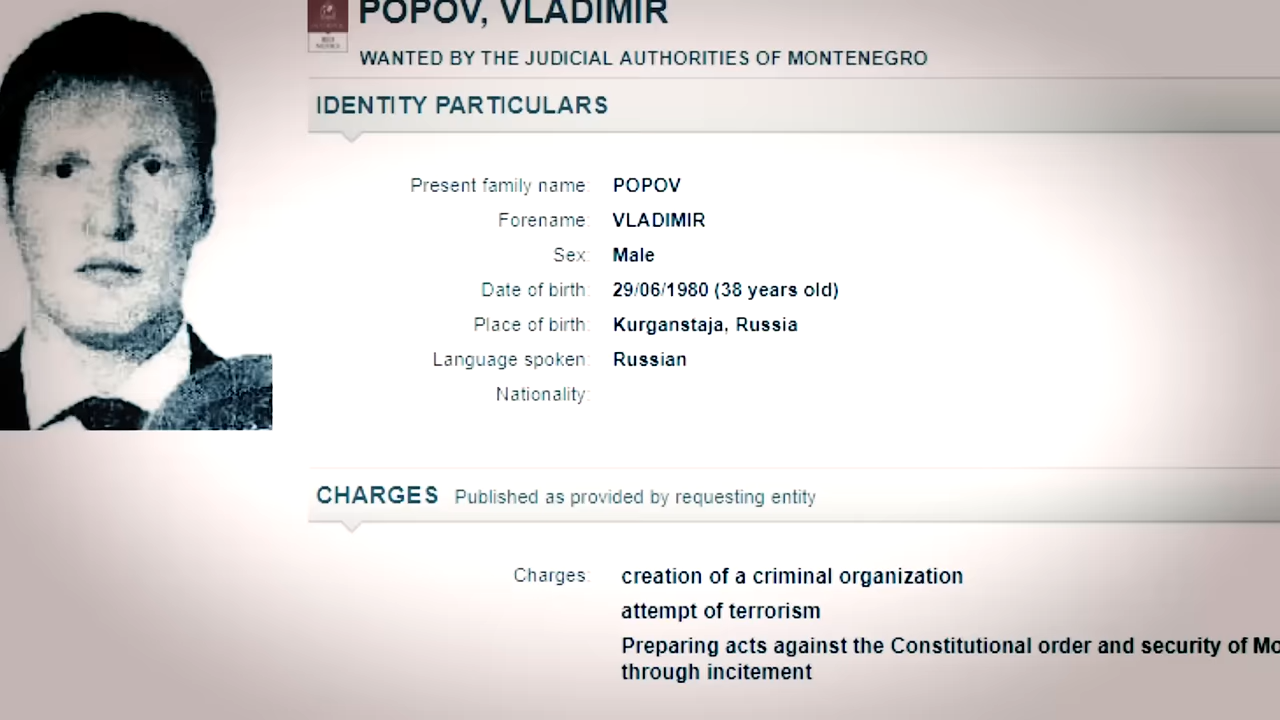 POPOV, VLADIMIR
WANTED BY THE JUDICIAL AUTHORITIES OF MONTENEGRO
IDENTITY PARTICULARS
Present family name: POPOV
Forename: VLADIMIR
Sex: Male
Date of birth: 29/06/1980 (38 years old)
Place of birth: Kurganstaja, Russia
Language spoken: Russian
Nationality:
CHARGES Published as provided by requesting entity
Charges: creation of a criminal organization
attempt of terrorism
Preparing acts against the Constitutional order and security of Mo
through incitement